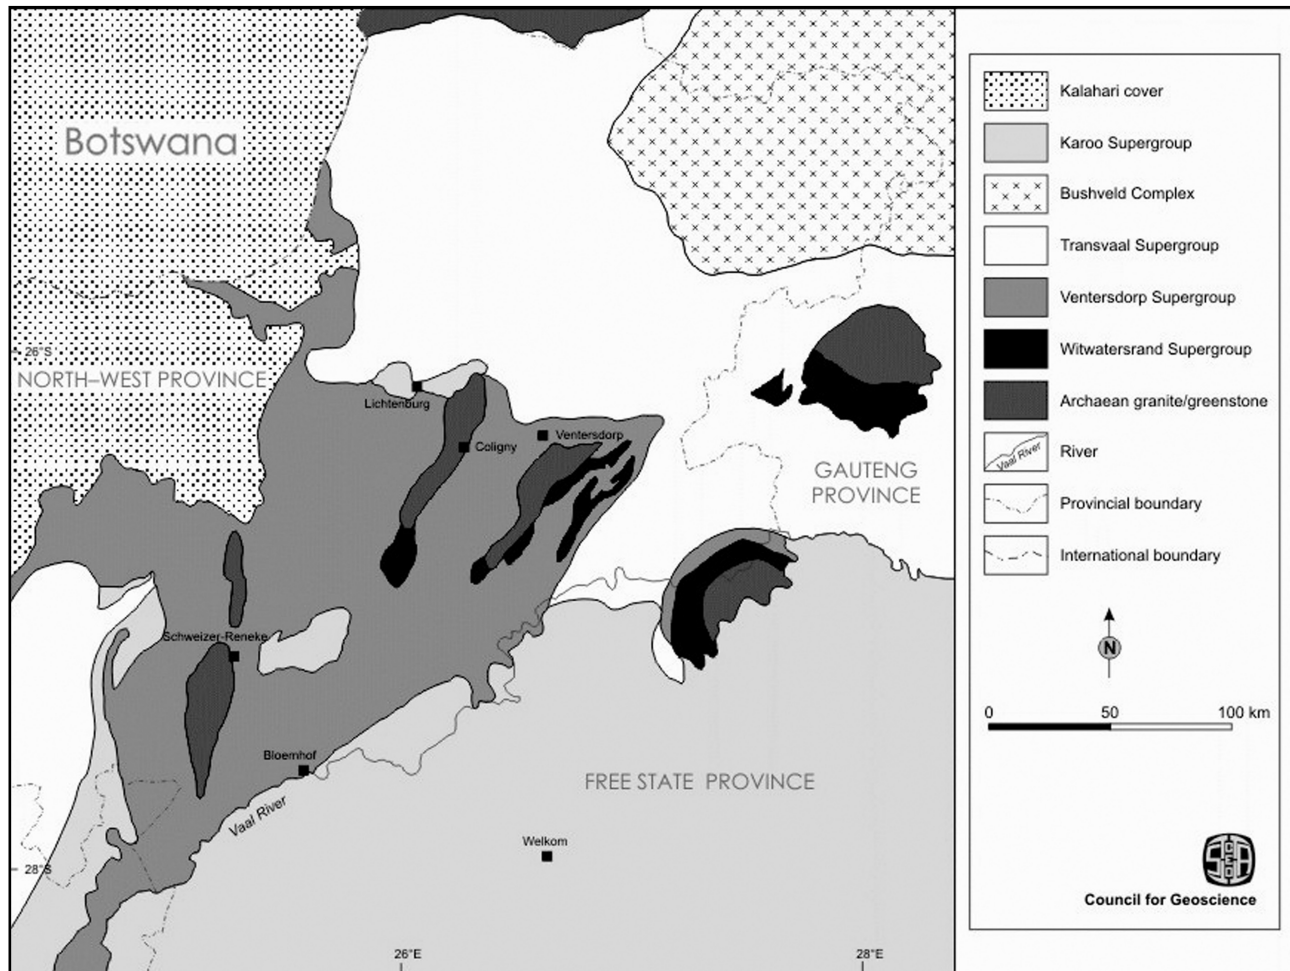 Botswana
26°S
NORTH–WEST PROVINCE
Lichtenburg
Coligny
Ventersdorp
GAUTENG
PROVINCE
Schweizer-Reneke
Bloemhof
FREE STATE PROVINCE
Vaal River
Welkom
28°S
26°E
28°E
Kalahari cover
Karoo Supergroup
Bushveld Complex
Transvaal Supergroup
Ventersdorp Supergroup
Witwatersrand Supergroup
Archaean granite/greenstone
Vaal River
River
Provincial boundary
International boundary
N
0 50 100 km
Council for Geoscience